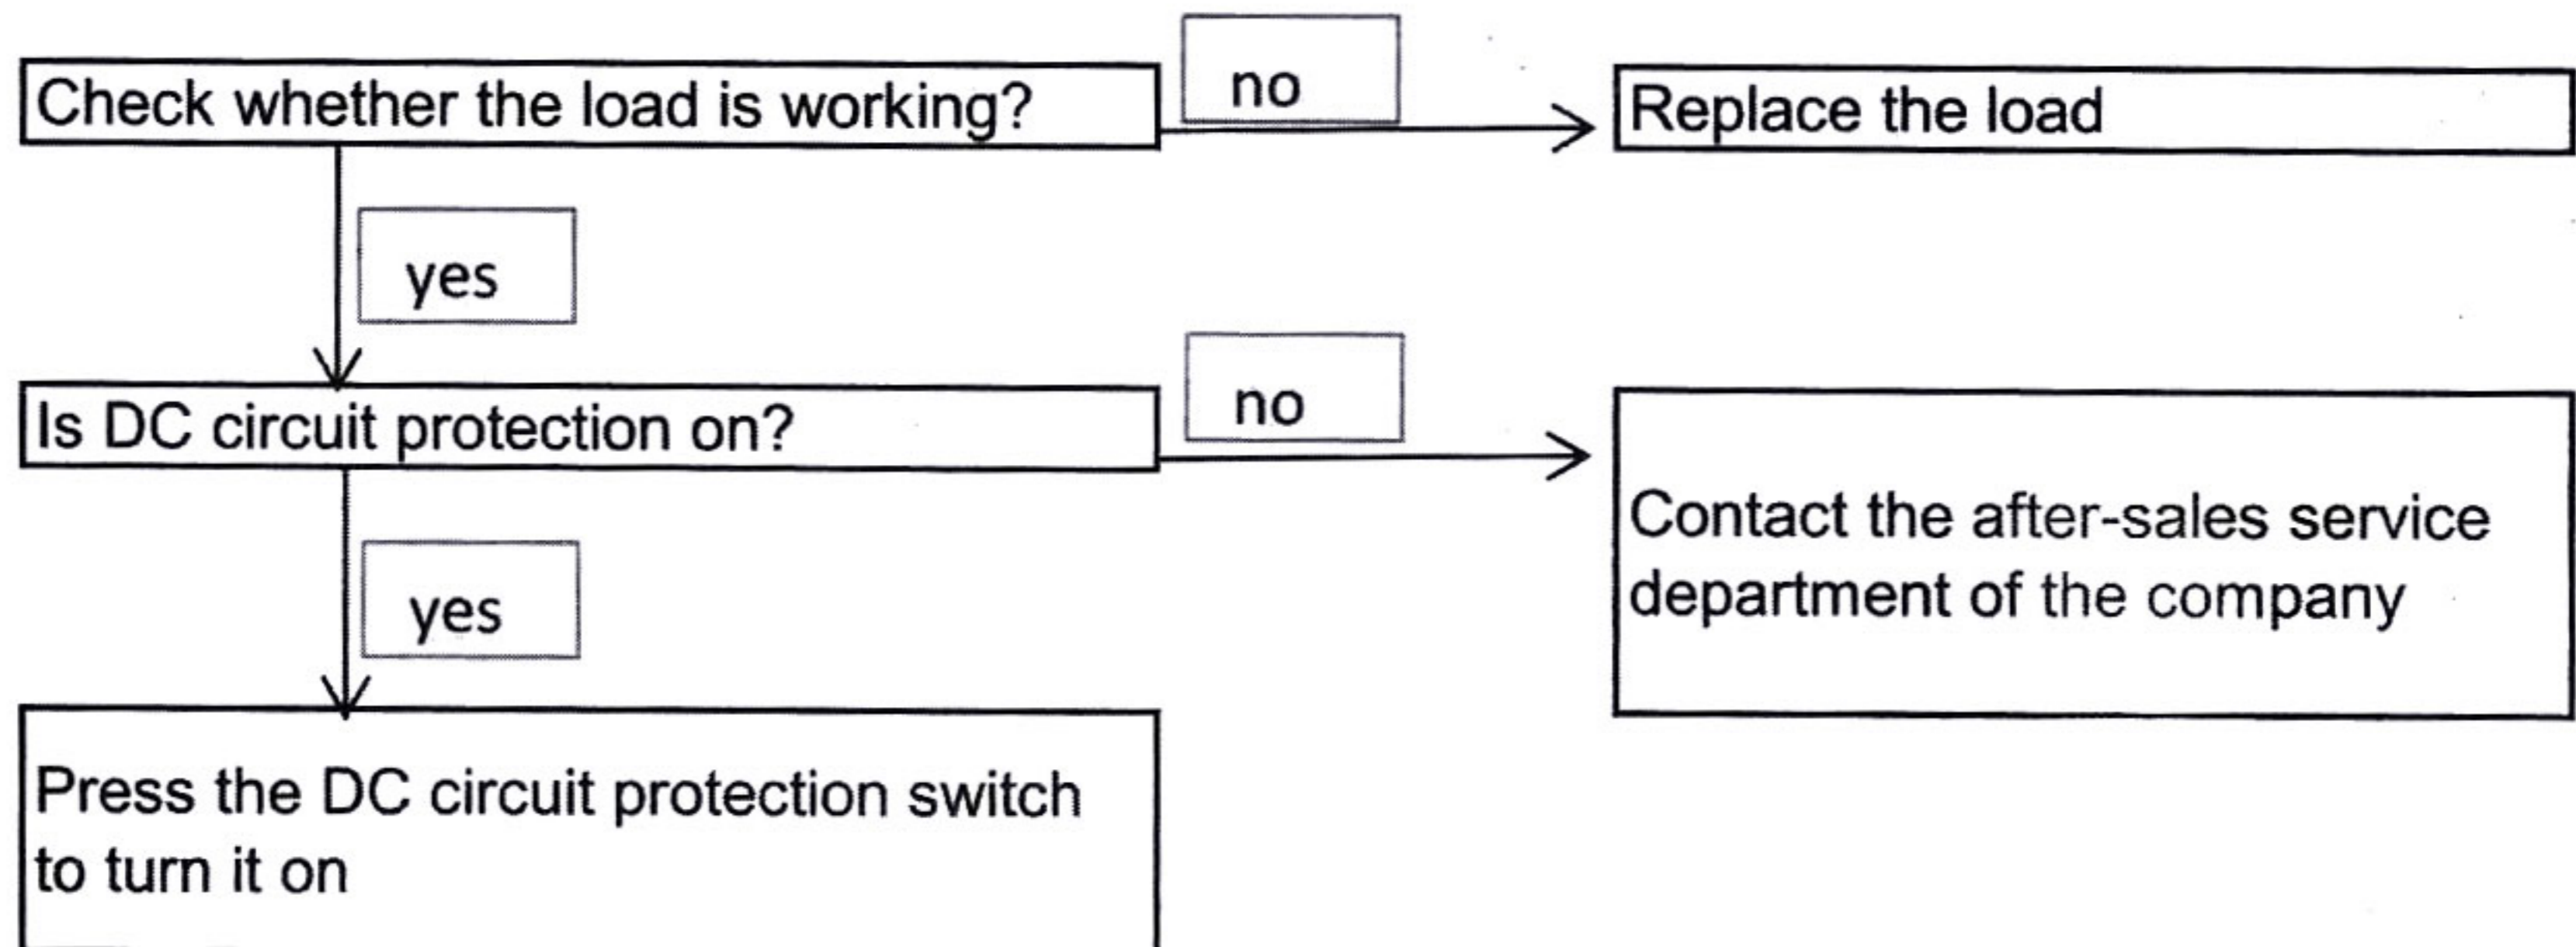 Check whether the load is working?
no
Replace the load
yes
Is DC circuit protection on?
no
Contact the after-sales service
department of the company
yes
Press the DC circuit protection switch
to turn it on